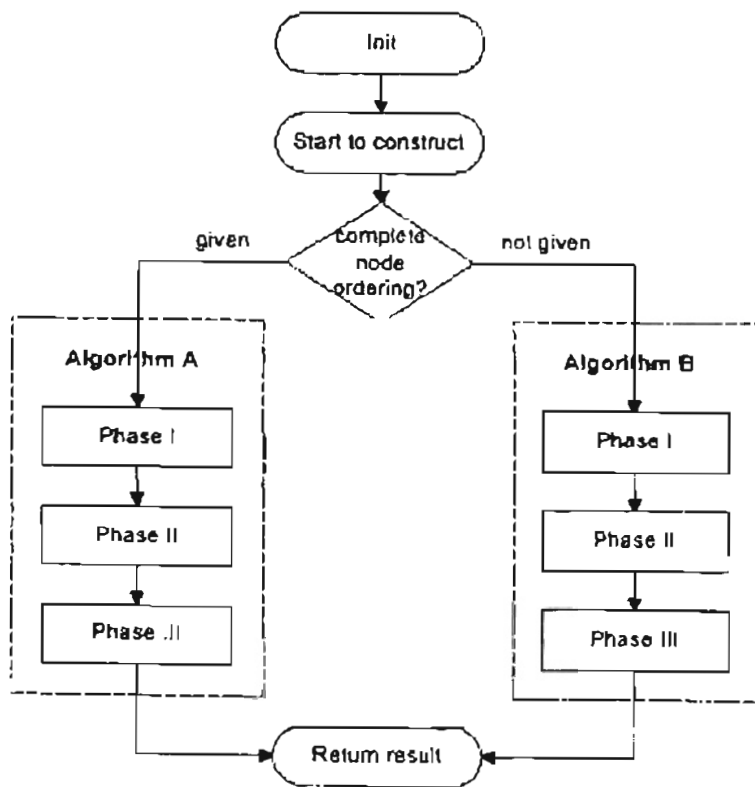 Init
Start to construct
complete
node
ordering?
given
not given
Algorithm A
Phase I
Phase II
Phase III
Algorithm B
Phase I
Phase II
Phase III
Return result